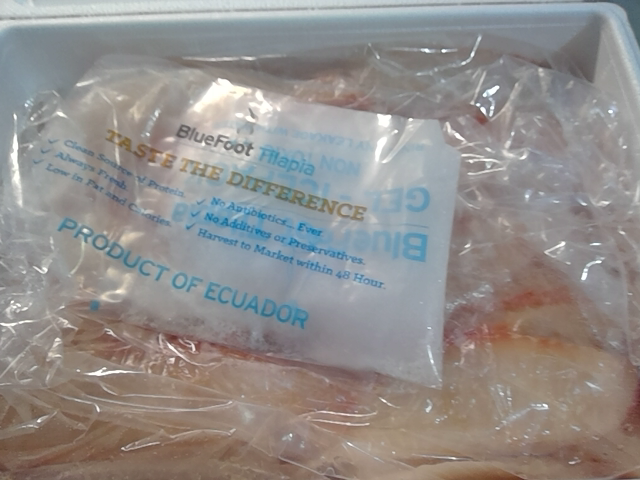 BlueFoot Tilapia
TASTE THE DIFFERENCE
✓ Clean Source of Protein.
✓ Always Fresh.
✓ Low in Fat and Calories.
✓ No Antibiotics... Ever
✓ No Additives or Preservatives.
✓ Harvest to Market within 48 Hour.
PRODUCT OF ECUADOR